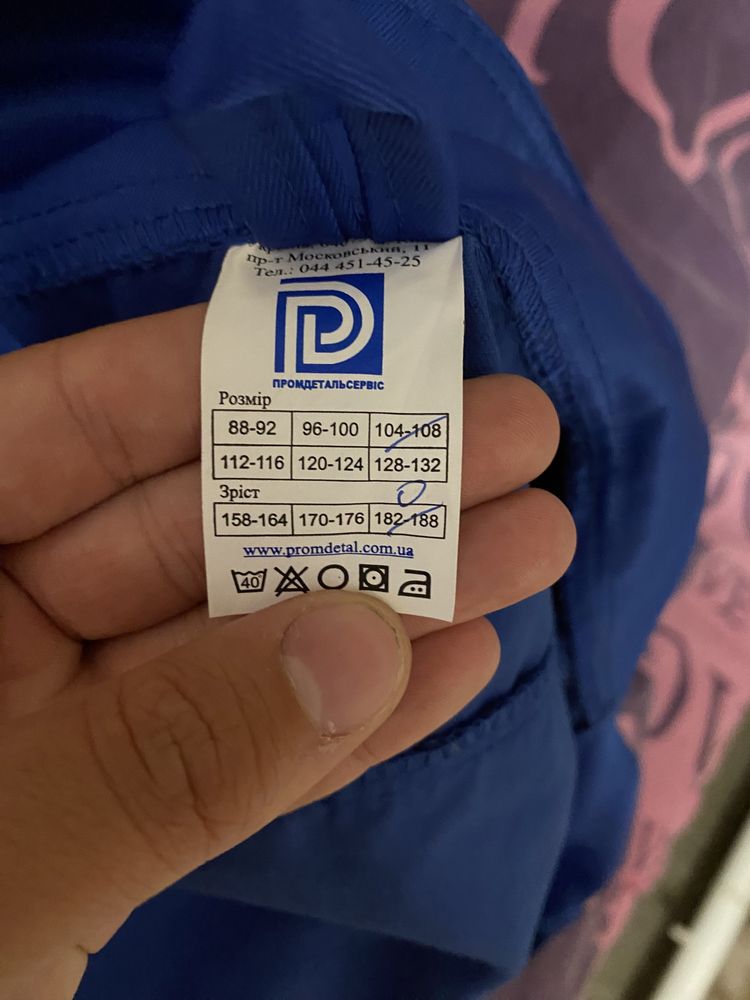 пр-т Московський, 11
Тел.: 044 451-45-25
ПРОМДЕТАЛЬСЕРВІС
Розмір
88-92 96-100 104-108
112-116 120-124 128-132
Зріст
158-164 170-176 182-188
www.promdetal.com.ua
40°